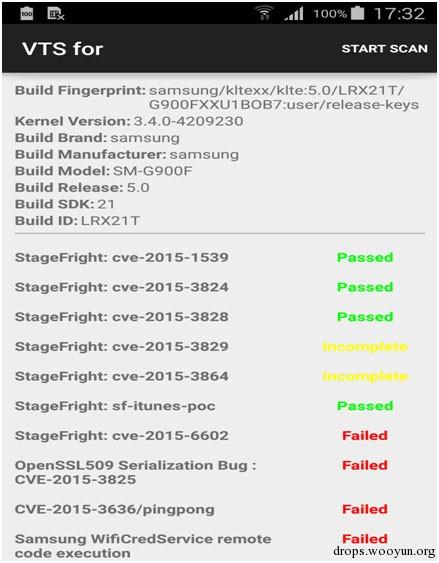 100
100%
17:32
VTS for
START SCAN
Build Fingerprint: samsung/kltexx/klte:5.0/LRX21T/
G900FXXU1BOB7:user/release-keys
Kernel Version: 3.4.0-4209230
Build Brand: samsung
Build Manufacturer: samsung
Build Model: SM-G900F
Build Release: 5.0
Build SDK: 21
Build ID: LRX21T
StageFright: cve-2015-1539 Passed
StageFright: cve-2015-3824 Passed
StageFright: cve-2015-3828 Passed
StageFright: cve-2015-3829 Incomplete
StageFright: cve-2015-3864 Incomplete
StageFright: sf-itunes-poc Passed
StageFright: cve-2015-6602 Failed
OpenSSL509 Serialization Bug : Failed
CVE-2015-3825
CVE-2015-3636/pingpong Failed
Samsung WifiCredService remote Failed
code execution
drops.wooyun.org